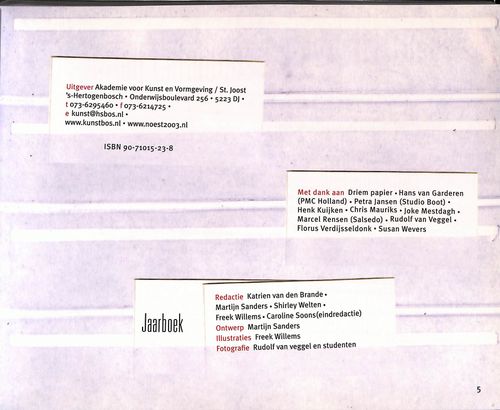 Uitgever Akademie voor Kunst en Vormgeving / St. Joost
's-Hertogenbosch • Onderwijsboulevard 256 • 5223 DJ •
t 073-6295460 • f 073-6214725 •
e kunst@hsbos.nl •
www.kunstbos.nl • www.noest2003.nl
ISBN 90-71015-23-8
Met dank aan Driem papier • Hans van Garderen
(PMC Holland) • Petra Jansen (Studio Boot) •
Henk Kuijken • Chris Mauriks • Joke Mestdagh •
Marcel Rensen (Salsedo) • Rudolf van Veggel •
Florus Verdijsseldonk • Susan Wevers
Jaarboek
Redactie Katrien van den Brande •
Martijn Sanders • Shirley Welten •
Freek Willems • Caroline Soons(eindredactie)
Ontwerp Martijn Sanders
Illustraties Freek Willems
Fotografie Rudolf van veggel en studenten
5